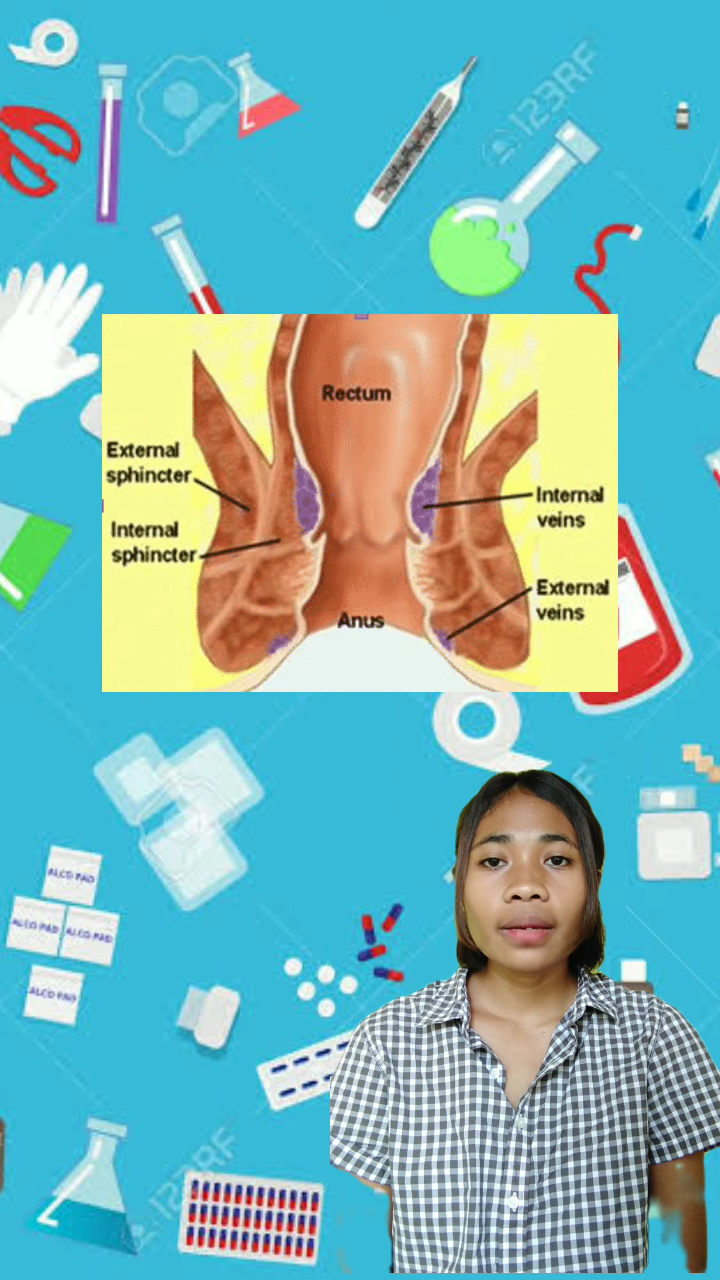 123RF
Rectum
External
sphincter
Internal
sphincter
Internal
veins
External
veins
Anus
ALCO PAD
ALCO PAD
ALCO PAD
ALCO PAD
123RF